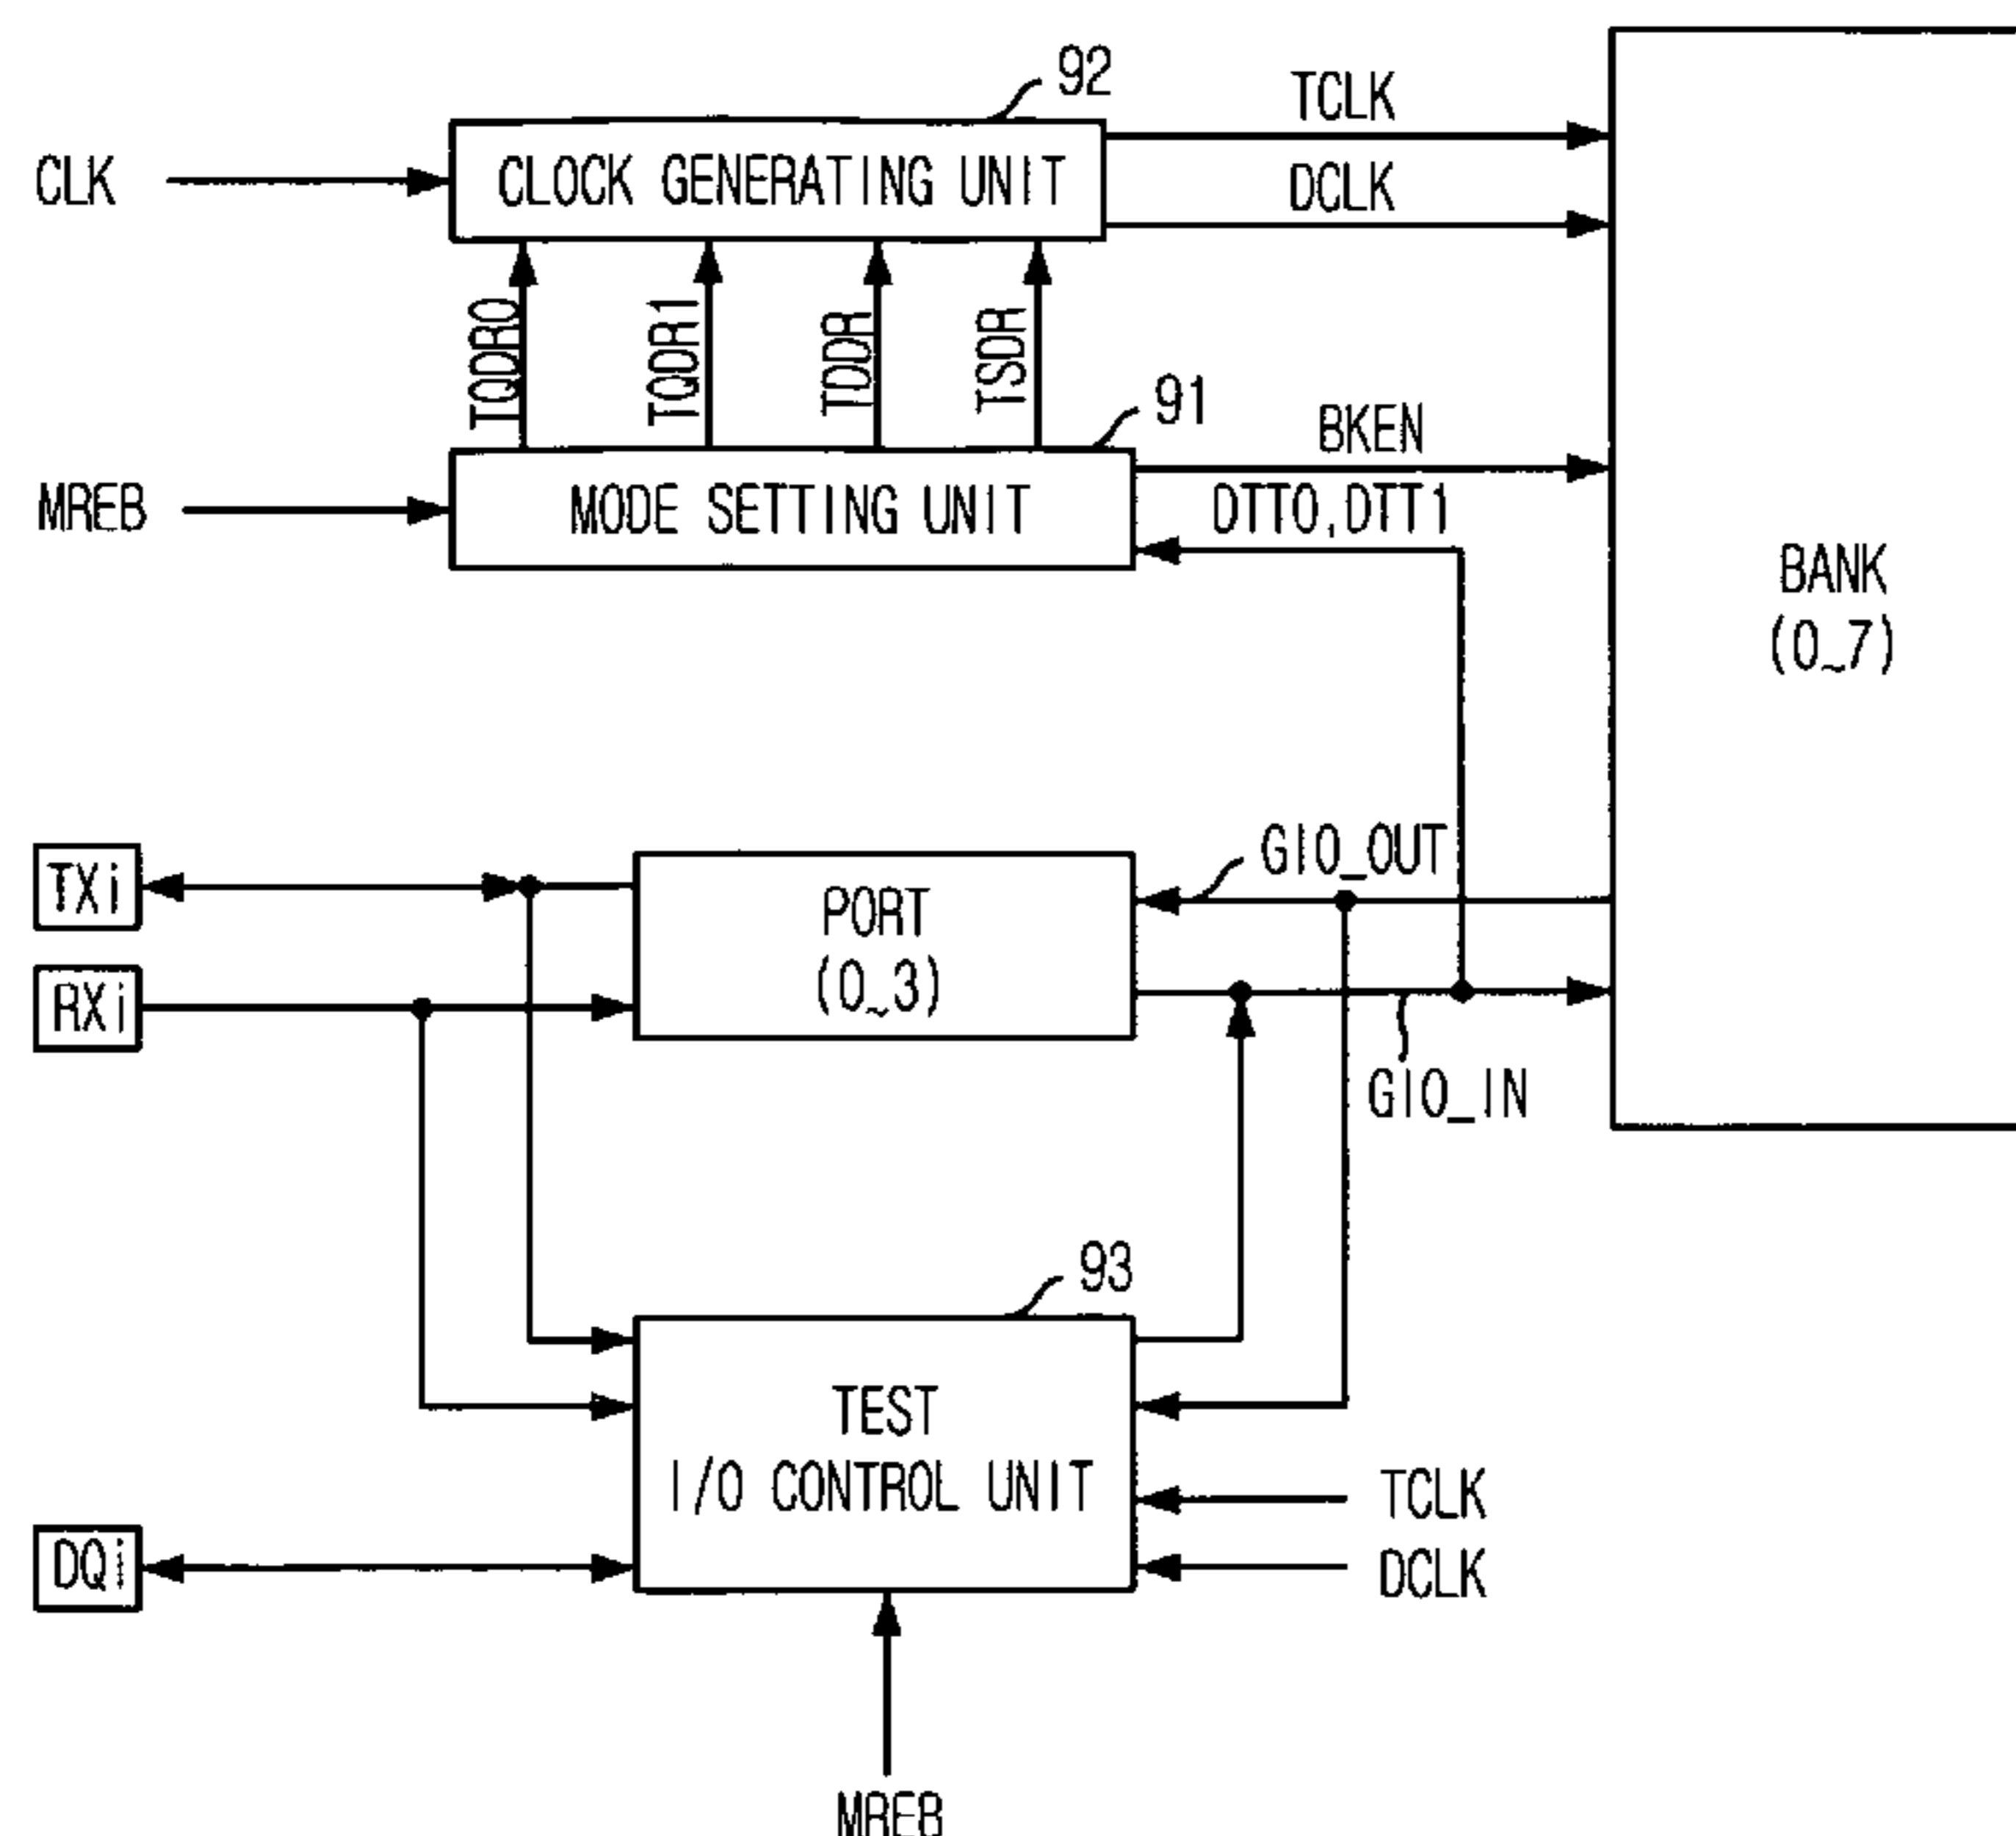 92
TCLK
CLK
CLOCK GENERATING UNIT
DCLK
TQDR0
TQDR1
TDDR
TSDR
91
BKEN
MREB
MODE SETTING UNIT
DTT0,DTT1
BANK
(0~7)
GIO_OUT
TXi
PORT
(0~3)
RXi
GIO_IN
93
TEST
I/O CONTROL UNIT
TCLK
DQi
DCLK
MREB